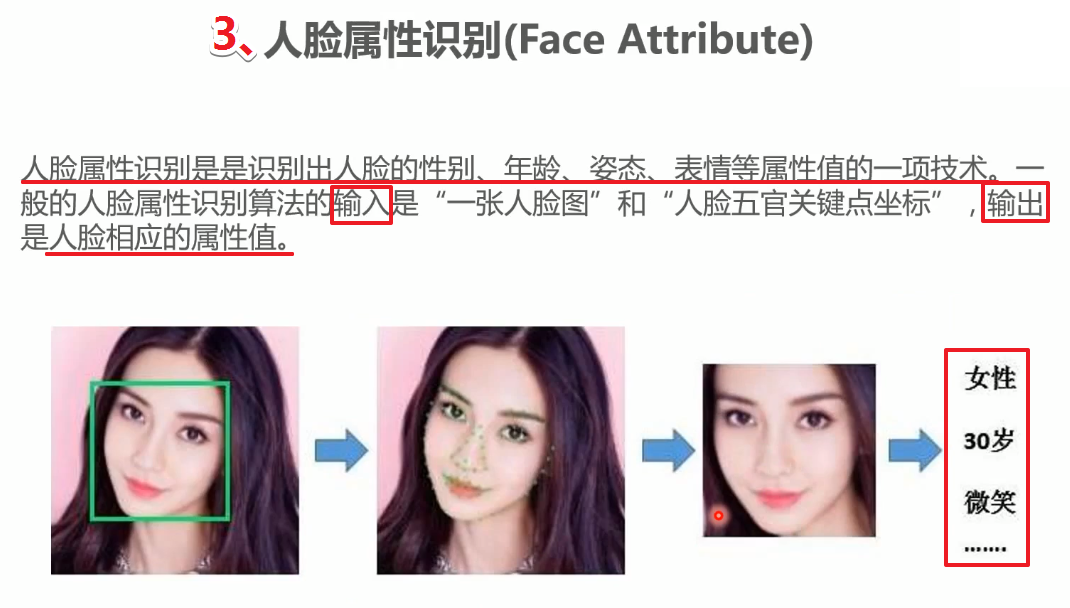 3、人脸属性识别(Face Attribute)
人脸属性识别是是识别出人脸的性别、年龄、姿态、表情等属性值的一项技术。一
般的人脸属性识别算法的输入是“一张人脸图”和“人脸五官关键点坐标”，输出
是人脸相应的属性值。
女性
30岁
微笑
.......